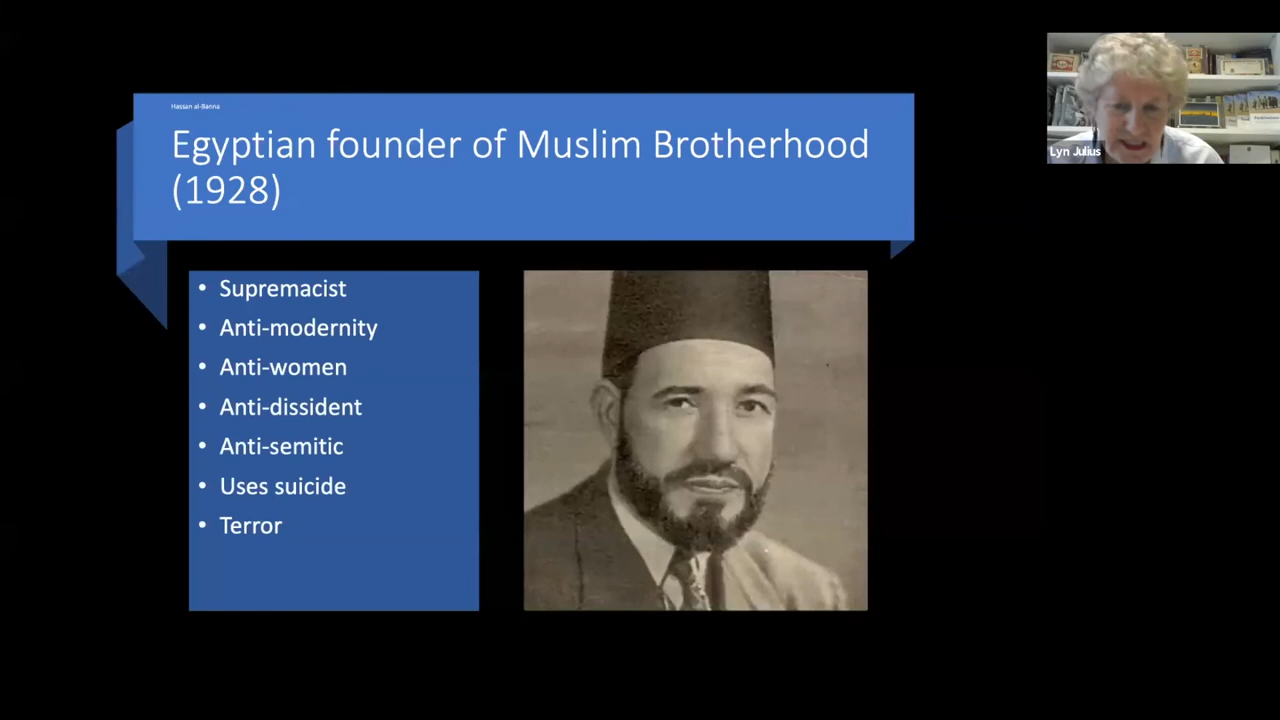 Hassan al-Banna
Egyptian founder of Muslim Brotherhood
(1928)
• Supremacist
• Anti-modernity
• Anti-women
• Anti-dissident
• Anti-semitic
• Uses suicide
• Terror
Lyn Julius